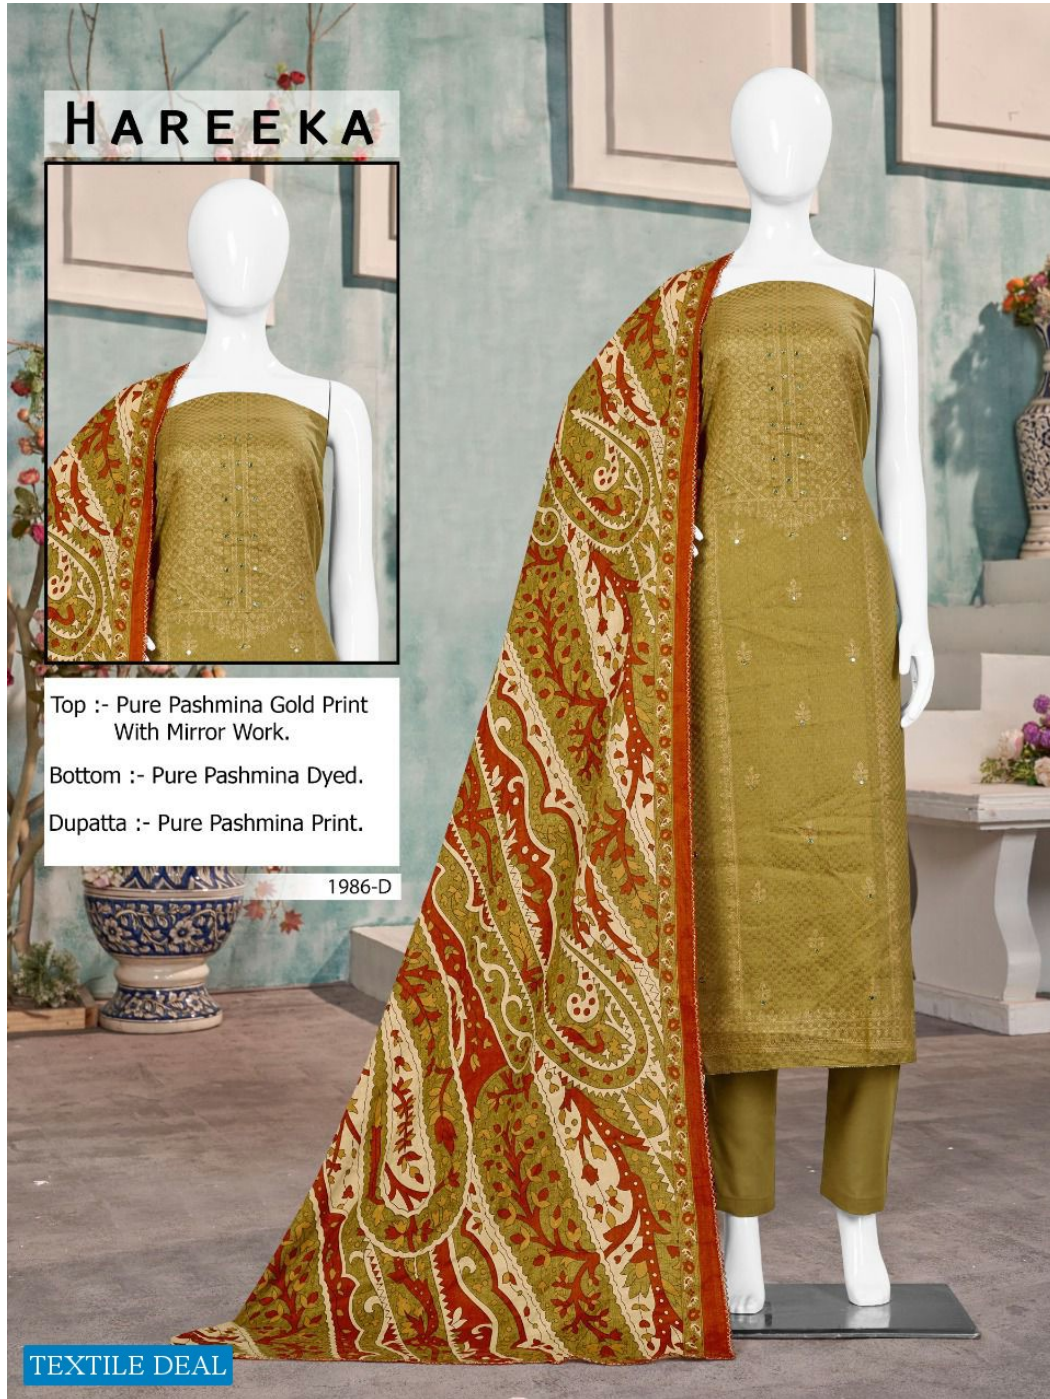 HAREEKA
Top :- Pure Pashmina Gold Print
With Mirror Work.
Bottom :- Pure Pashmina Dyed.
Dupatta :- Pure Pashmina Print.
1986-D
TEXTILE DEAL